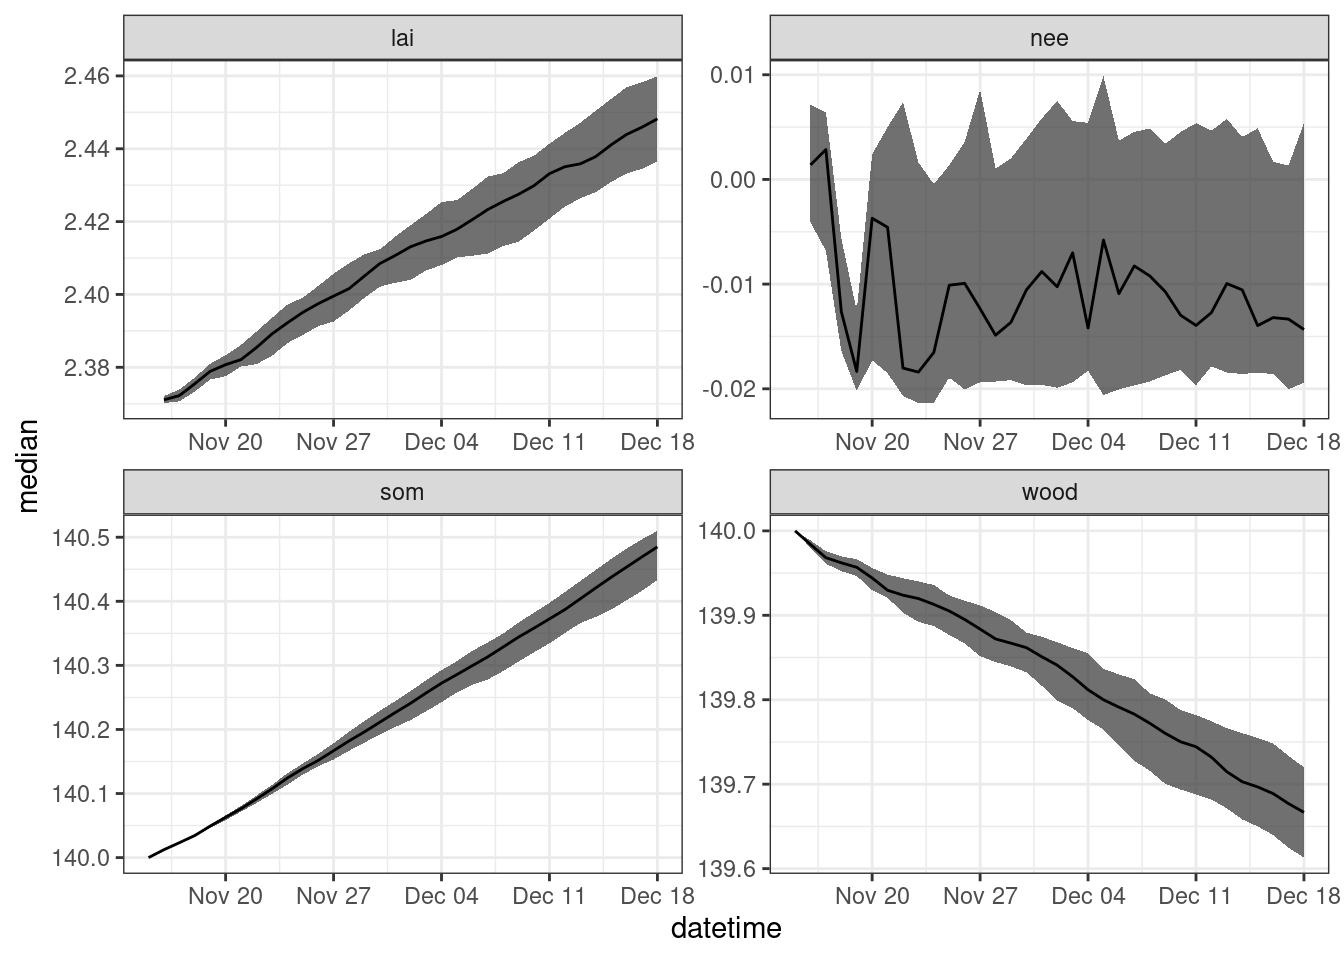 lai
nee
2.46
2.44
2.42
2.40
2.38
0.01
0.00
-0.01
-0.02
Nov 20 Nov 27 Dec 04 Dec 11 Dec 18
Nov 20 Nov 27 Dec 04 Dec 11 Dec 18
median
som
wood
140.5
140.4
140.3
140.2
140.1
140.0
140.0
139.9
139.8
139.7
139.6
Nov 20 Nov 27 Dec 04 Dec 11 Dec 18
Nov 20 Nov 27 Dec 04 Dec 11 Dec 18
datetime